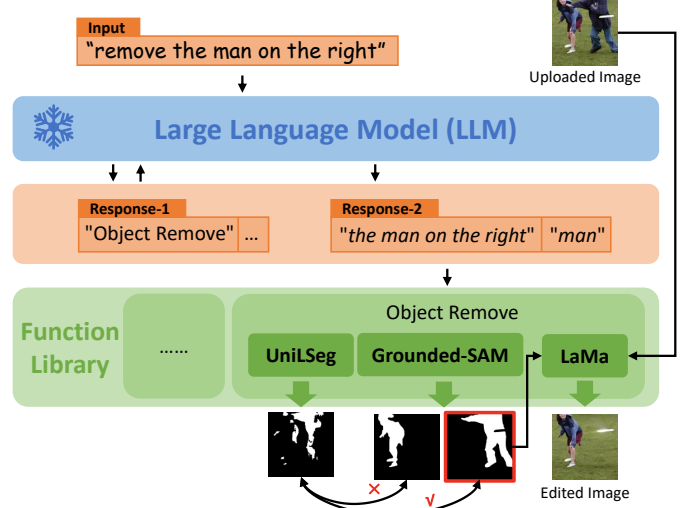 Input
“remove the man on the right”
Uploaded Image
Large Language Model (LLM)
Response-1
"Object Remove" ...
Response-2
"the man on the right" "man"
Function
Library
......
Object Remove
UniLSeg
Grounded-SAM
LaMa
×
√
Edited Image